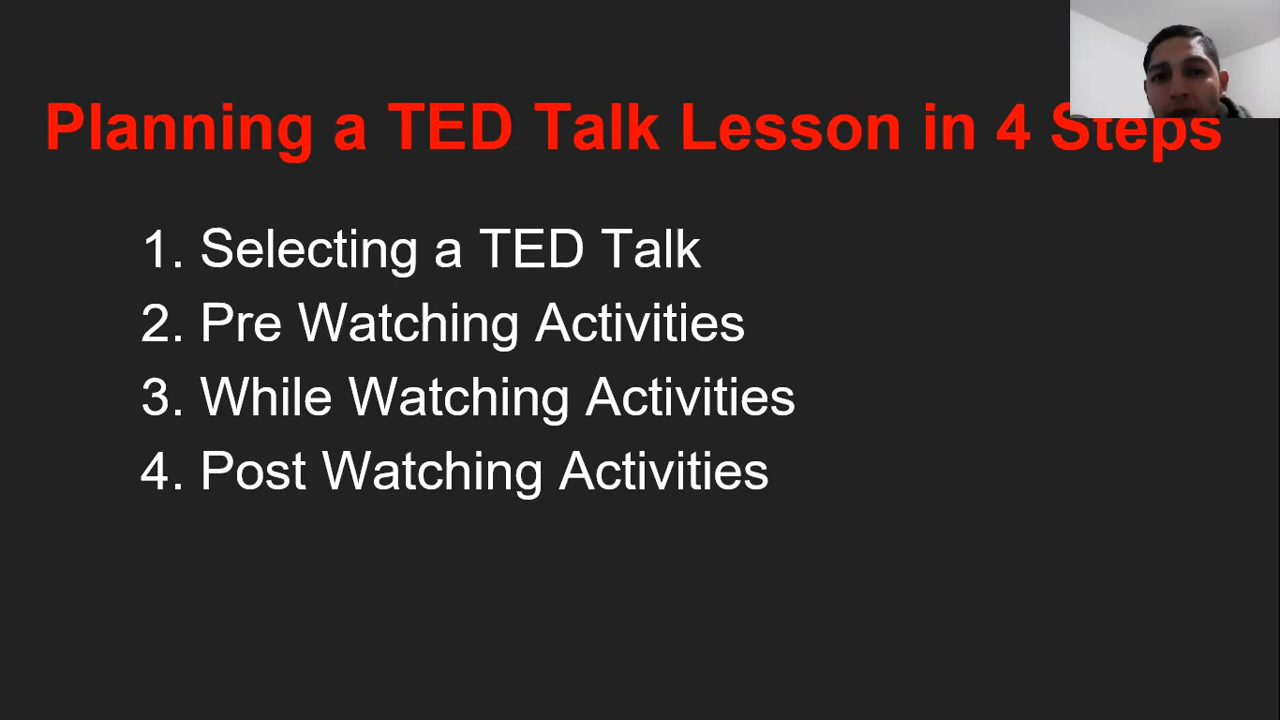 Planning a TED Talk Lesson in 4 Steps
1. Selecting a TED Talk
2. Pre Watching Activities
3. While Watching Activities
4. Post Watching Activities